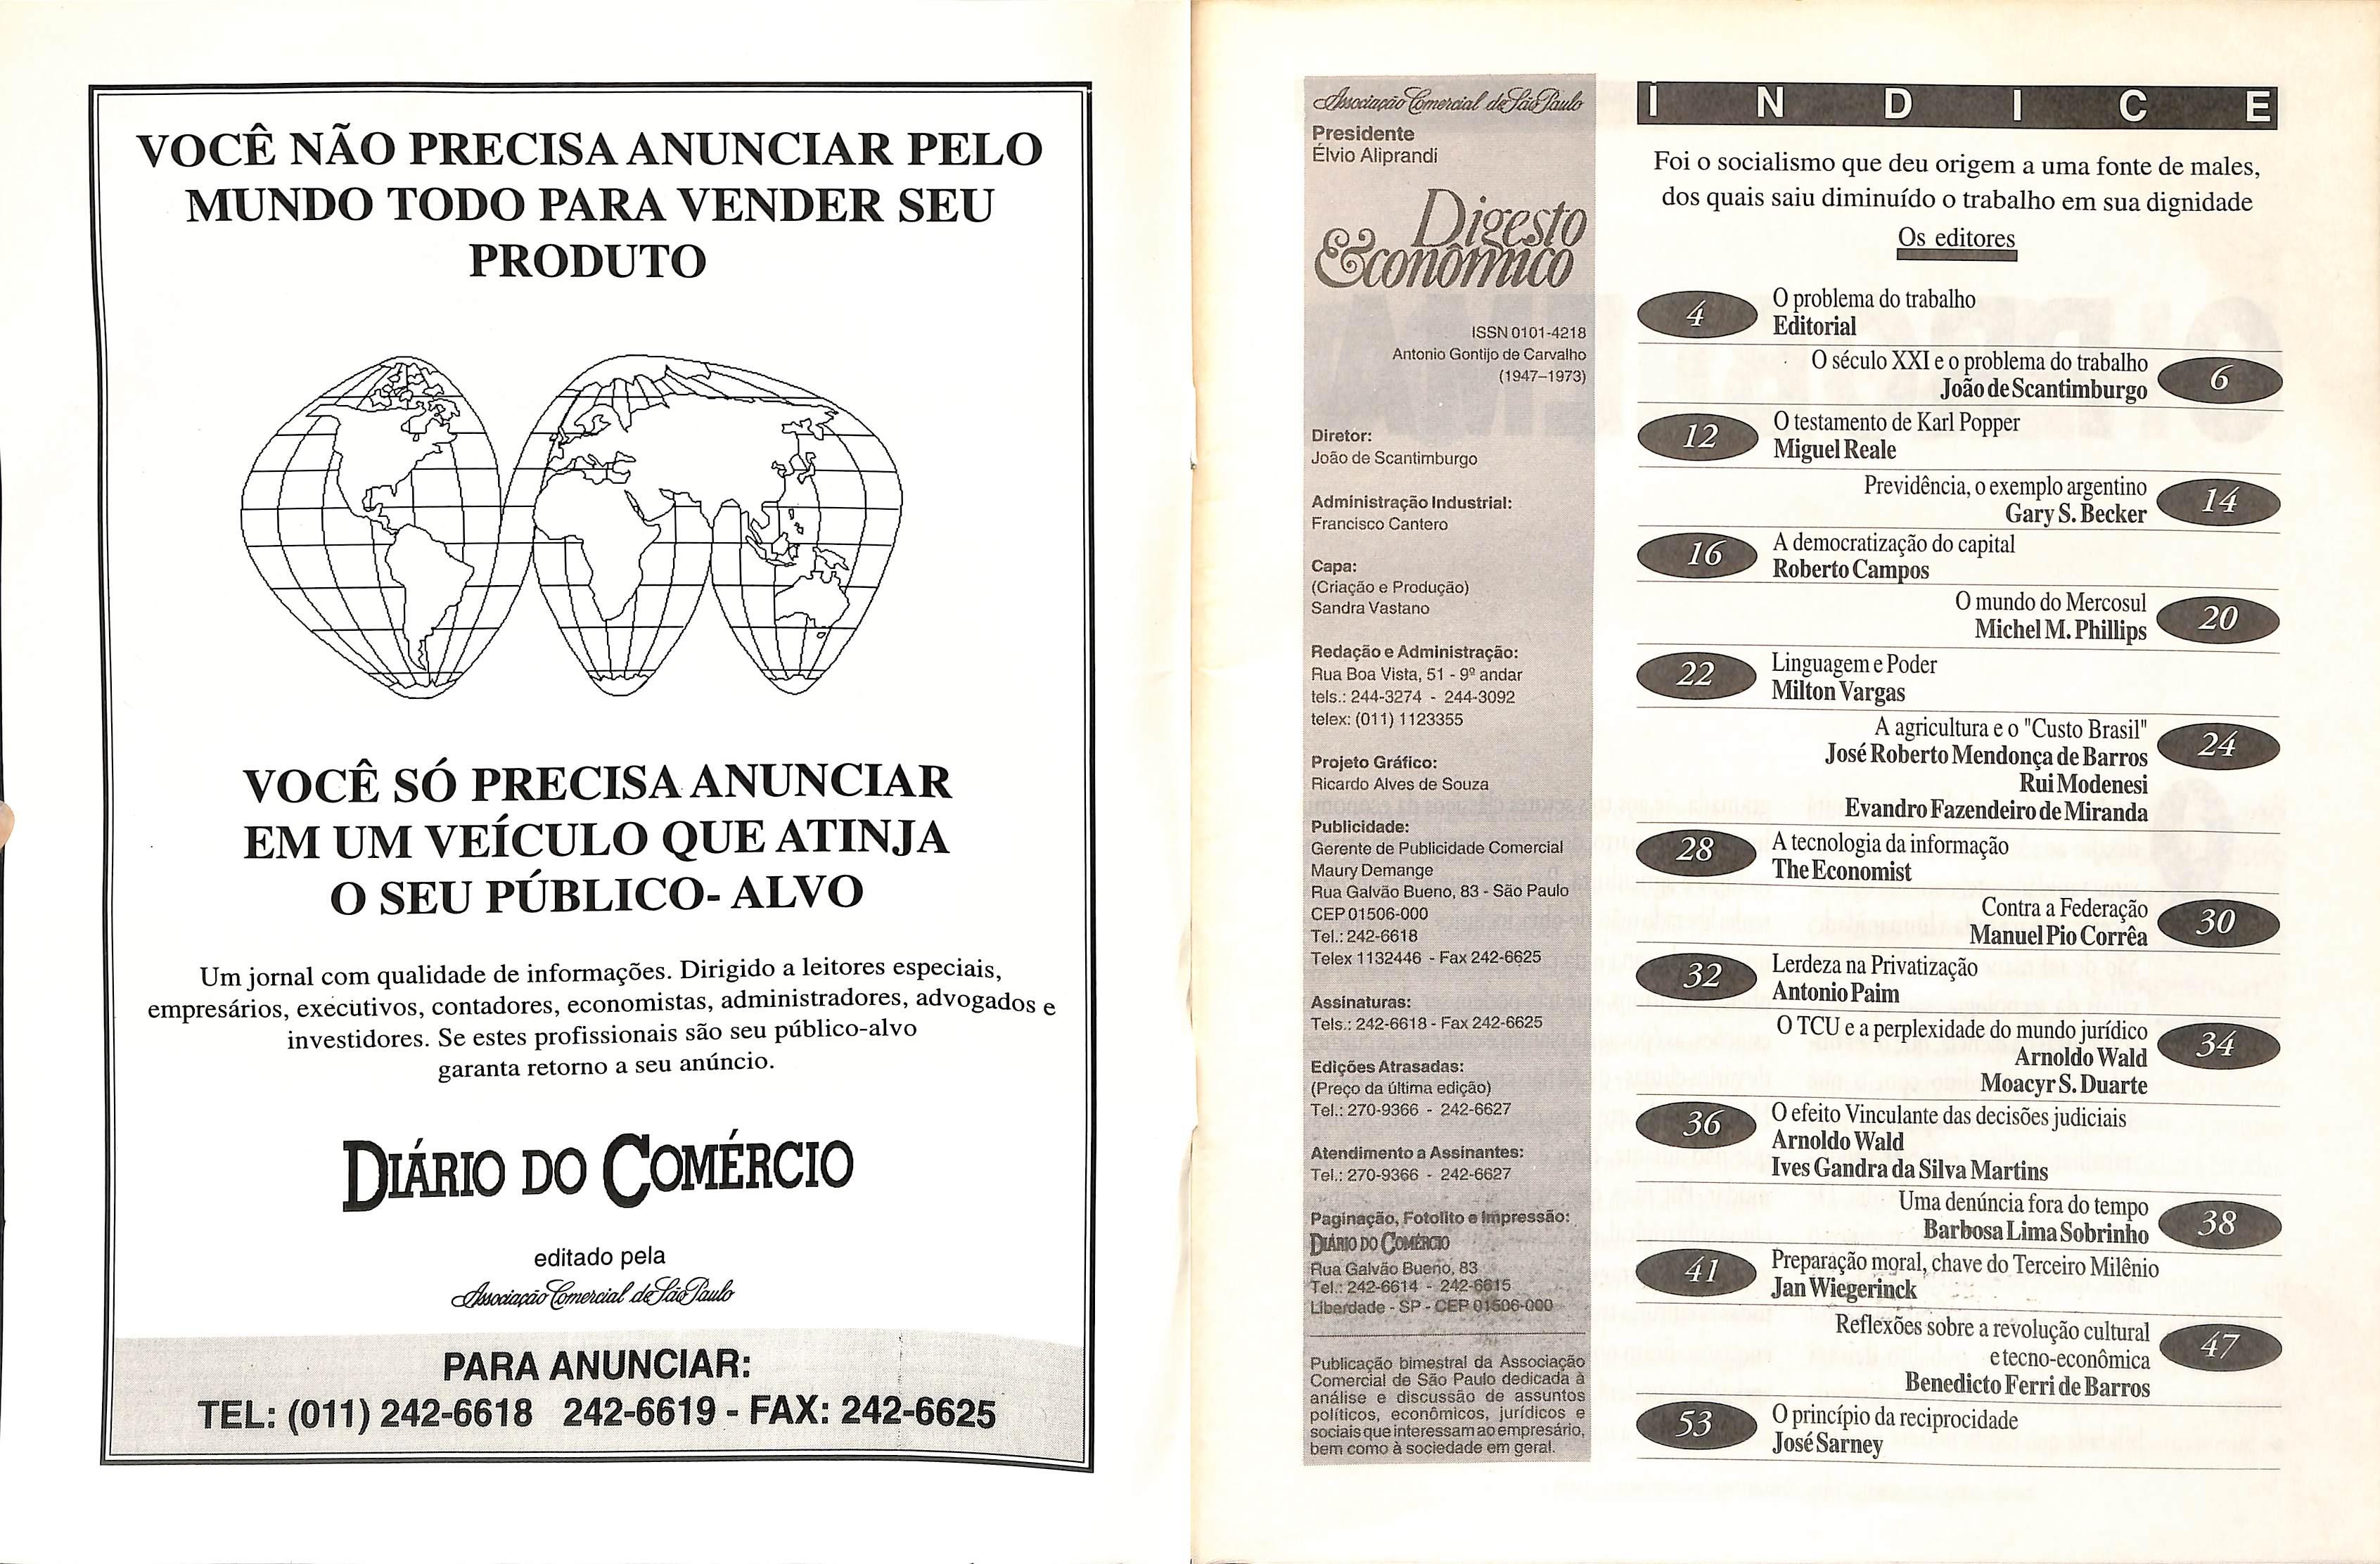 VOCÊ NÃO PRECISA ANUNCIAR PELO
MUNDO TODO PARA VENDER SEU
PRODUTO
VOCÊ SÓ PRECISA ANUNCIAR
EM UM VEÍCULO QUE ATINJA
O SEU PÚBLICO- ALVO
Um jornal com qualidade de informações. Dirigido a leitores especiais,
empresários, executivos, contadores, economistas, administradores, advogados e
investidores. Se estes profissionais são seu público-alvo
garanta retorno a seu anúncio.
DIÁRIO DO COMÉRCIO
editado pela
Associação Comercial de São Paulo
PARA ANUNCIAR:
TEL: (011) 242-6618 242-6619 - FAX: 242-6625
Associação Comercial de São Paulo
Presidente
Élvio Aliprandi
Digesto
Econômico
ISSN 0101-4218
Antonio Gontijo de Carvalho
(1947–1973)
Diretor:
João de Scantimburgo
Administração Industrial:
Francisco Cantero
Capa:
(Criação e Produção)
Sandra Vastano
Redação e Administração:
Rua Boa Vista, 51 - 9º andar
tels.: 244-3274 - 244-3092
telex: (011) 1123355
Projeto Gráfico:
Ricardo Alves de Souza
Publicidade:
Gerente de Publicidade Comercial
Maury Demange
Rua Galvão Bueno, 83 - São Paulo
CEP 01506-000
Tel.: 242-6618
Telex 1132446 - Fax 242-6625
Assinaturas:
Tels.: 242-6618 - Fax 242-6625
Edições Atrasadas:
(Preço da última edição)
Tel.: 270-9366 - 242-6627
Atendimento a Assinantes:
Tel.: 270-9366 - 242-6627
Paginação, Fotolito e Impressão:
DIÁRIO DO COMÉRCIO
Rua Galvão Bueno, 83
Tel.: 242-6614 - 242-6615
Liberdade - SP - CEP 01506-000
Publicação bimestral da Associação
Comercial de São Paulo dedicada à
análise e discussão de assuntos
políticos, econômicos, jurídicos e
sociais que interessam ao empresário,
bem como à sociedade em geral.
ÍNDICE
Foi o socialismo que deu origem a uma fonte de males,
dos quais saiu diminuído o trabalho em sua dignidade
Os editores
4 O problema do trabalho
Editorial
O século XXI e o problema do trabalho 6
João de Scantimburgo
12 O testamento de Karl Popper
Miguel Reale
Previdência, o exemplo argentino 14
Gary S. Becker
16 A democratização do capital
Roberto Campos
O mundo do Mercosul 20
Michel M. Phillips
22 Linguagem e Poder
Milton Vargas
A agricultura e o "Custo Brasil" 24
José Roberto Mendonça de Barros
Rui Modenesi
Evandro Fazendeiro de Miranda
28 A tecnologia da informação
The Economist
Contra a Federação 30
Manuel Pio Corrêa
32 Lerdeza na Privatização
Antonio Paim
O TCU e a perplexidade do mundo jurídico 34
Arnoldo Wald
Moacyr S. Duarte
36 O efeito Vinculante das decisões judiciais
Arnoldo Wald
Ives Gandra da Silva Martins
Uma denúncia fora do tempo 38
Barbosa Lima Sobrinho
41 Preparação moral, chave do Terceiro Milênio
Jan Wiegerinck
Reflexões sobre a revolução cultural 47
e tecno-econômica
Benedicto Ferri de Barros
53 O princípio da reciprocidade
José Sarney